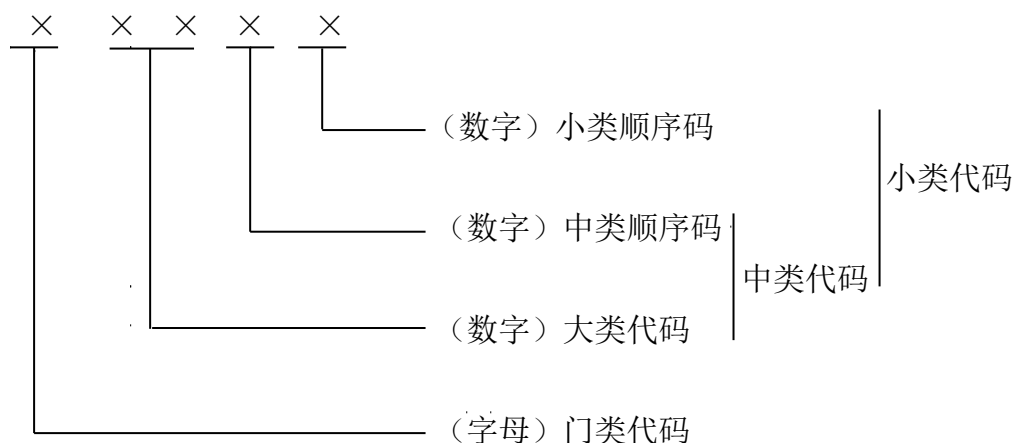 × × × × ×
（数字）小类顺序码
小类代码
（数字）中类顺序码
中类代码
（数字）大类代码
（字母）门类代码